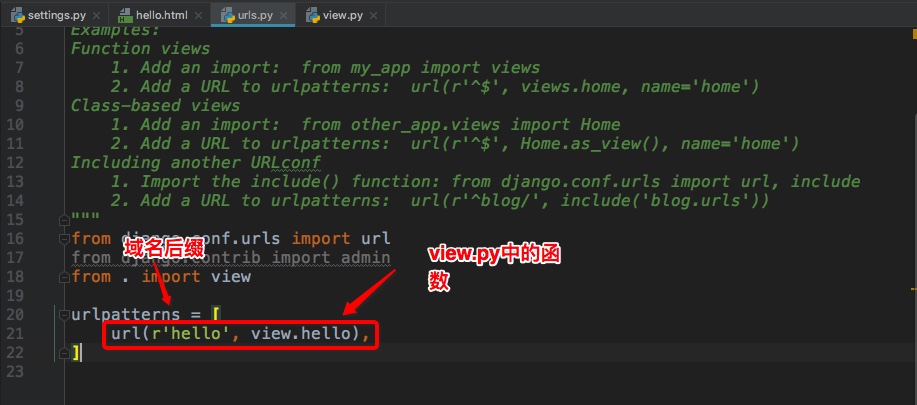 settings.py × hello.html × urls.py × view.py ×
5 Examples:
6 Function views
7 1. Add an import:  from my_app import views
8 2. Add a URL to urlpatterns:  url(r'^$', views.home, name='home')
9 Class-based views
10 1. Add an import:  from other_app.views import Home
11 2. Add a URL to urlpatterns:  url(r'^$', Home.as_view(), name='home')
12 Including another URLconf
13 1. Import the include() function: from django.conf.urls import url, include
14 2. Add a URL to urlpatterns:  url(r'^blog/', include('blog.urls'))
15 """
16 from django.conf.urls import url
域名后缀
17 from django.contrib import admin
view.py中的函
数
18 from . import view
19
20 urlpatterns = [
21 url(r'hello', view.hello),
22 ]
23